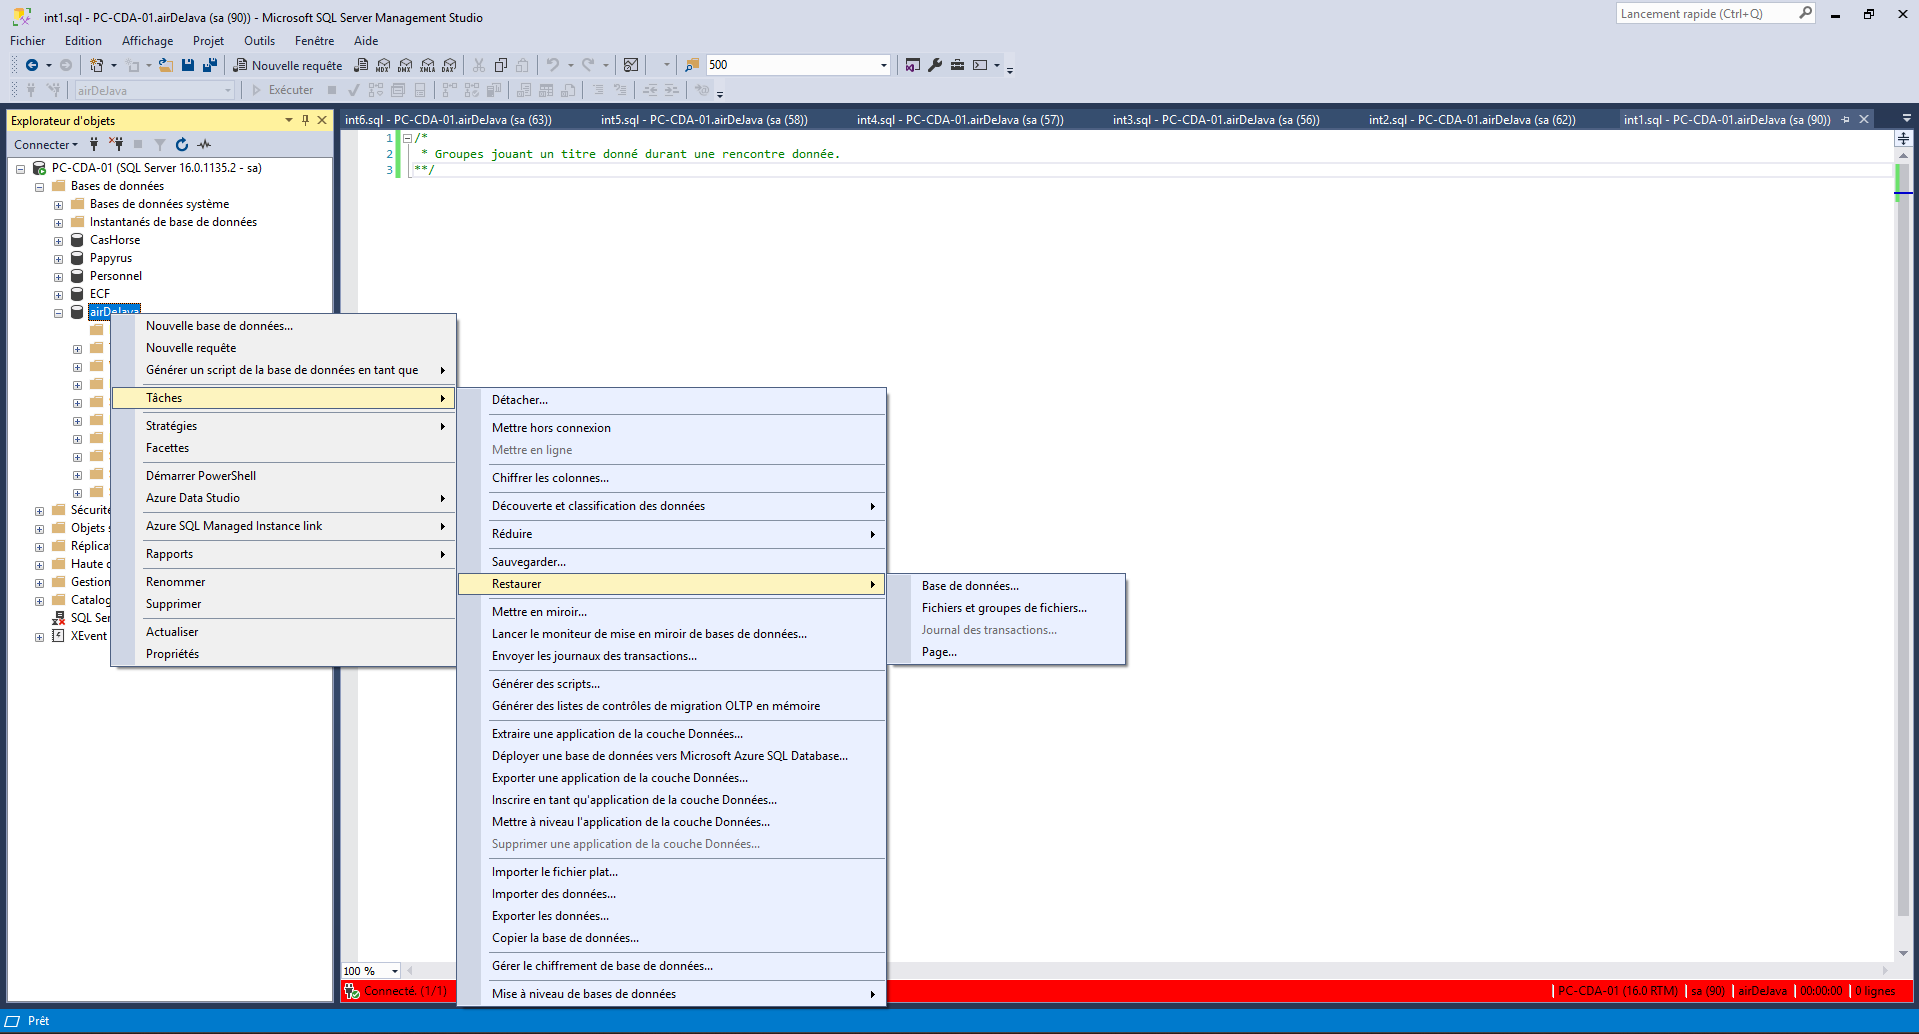 int1.sql - PC-CDA-01.airDeJava (sa (90)) - Microsoft SQL Server Management Studio
Lancement rapide (Ctrl+Q)
Fichier Edition Affichage Projet Outils Fenêtre Aide
Nouvelle requête
MDX DMX XMLA DAX
500
airDeJava
Exécuter
Explorateur d'objets
int6.sql - PC-CDA-01.airDeJava (sa (63))
int5.sql - PC-CDA-01.airDeJava (sa (58))
int4.sql - PC-CDA-01.airDeJava (sa (57))
int3.sql - PC-CDA-01.airDeJava (sa (56))
int2.sql - PC-CDA-01.airDeJava (sa (62))
int1.sql - PC-CDA-01.airDeJava (sa (90))
Connecter
1 /*
2 * Groupes jouant un titre donné durant une rencontre donnée.
3 **/
PC-CDA-01 (SQL Server 16.0.1135.2 - sa)
Bases de données
Bases de données système
Instantanés de base de données
CasHorse
Papyrus
Personnel
ECF
airDeJava
Sécurité
Objets s
Réplica
Haute d
Gestion
Catalog
SQL Ser
XEvent
Nouvelle base de données...
Nouvelle requête
Générer un script de la base de données en tant que
Tâches
Stratégies
Facettes
Démarrer PowerShell
Azure Data Studio
Azure SQL Managed Instance link
Rapports
Renommer
Supprimer
Actualiser
Propriétés
Détacher...
Mettre hors connexion
Mettre en ligne
Chiffrer les colonnes...
Découverte et classification des données
Réduire
Sauvegarder...
Restaurer
Mettre en miroir...
Lancer le moniteur de mise en miroir de bases de données...
Envoyer les journaux des transactions...
Générer des scripts...
Générer des listes de contrôles de migration OLTP en mémoire
Extraire une application de la couche Données...
Déployer une base de données vers Microsoft Azure SQL Database...
Exporter une application de la couche Données...
Inscrire en tant qu'application de la couche Données...
Mettre à niveau l'application de la couche Données...
Supprimer une application de la couche Données...
Importer le fichier plat...
Importer des données...
Exporter les données...
Copier la base de données...
Gérer le chiffrement de base de données...
Mise à niveau de bases de données
Base de données...
Fichiers et groupes de fichiers...
Journal des transactions...
Page...
100 %
Connecté. (1/1)
PC-CDA-01 (16.0 RTM) sa (90) airDeJava 00:00:00 0 lignes
Prêt